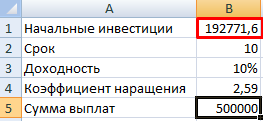 A B
1 Начальные инвестиции 192771,6
2 Срок 10
3 Доходность 10%
4 Коэффициент наращения 2,59
5 Сумма выплат 500000